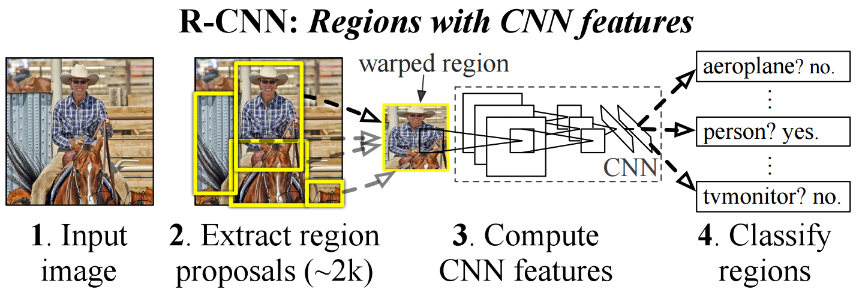 R-CNN: Regions with CNN features
warped region
aeroplane? no.
person? yes.
tvmonitor? no.
CNN
1. Input
image
2. Extract region
proposals (~2k)
3. Compute
CNN features
4. Classify
regions